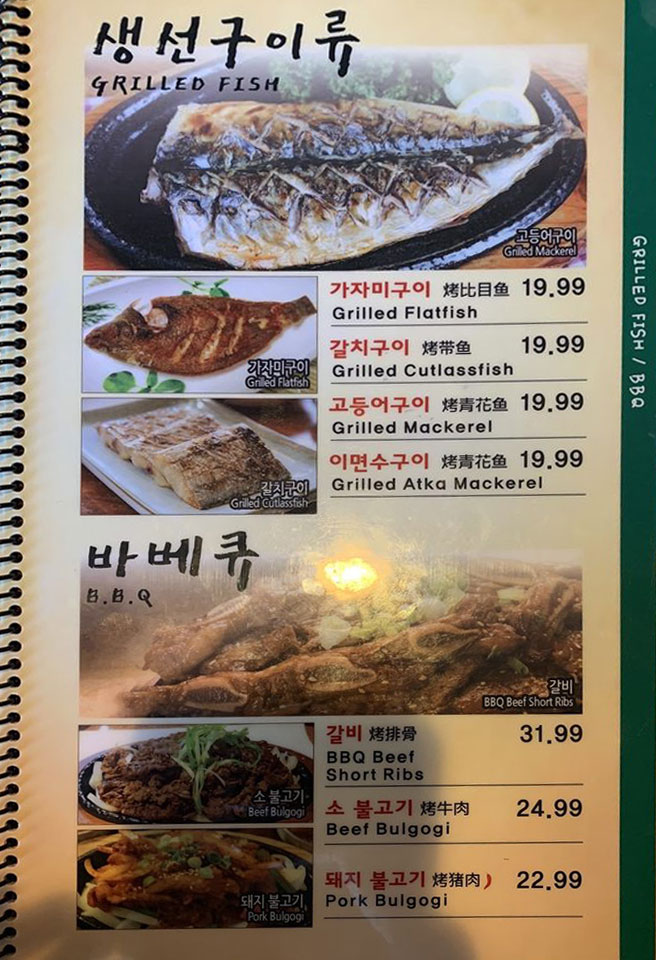 생선구이류
GRILLED FISH
고등어구이
Grilled Mackerel
가자미구이
Grilled Flatfish
갈치구이
Grilled Cutlassfish
가자미구이 烤比目鱼 19.99
Grilled Flatfish
갈치구이 烤带鱼 19.99
Grilled Cutlassfish
고등어구이 烤青花鱼 19.99
Grilled Mackerel
이면수구이 烤青花鱼 19.99
Grilled Atka Mackerel
GRILLED FISH / BBQ
바베큐
B.B.Q
갈비
BBQ Beef Short Ribs
소 불고기
Beef Bulgogi
돼지 불고기
Pork Bulgogi
갈비 烤排骨 31.99
BBQ Beef
Short Ribs
소 불고기 烤牛肉 24.99
Beef Bulgogi
돼지 불고기 烤猪肉) 22.99
Pork Bulgogi